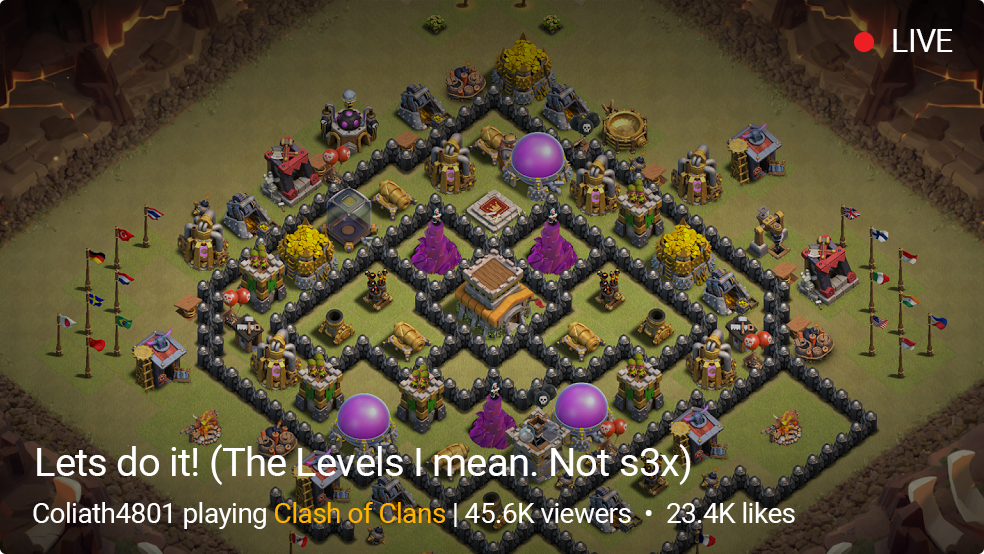 LIVE
Lets do it! (The Levels I mean. Not s3x)
Coliath4801 playing Clash of Clans | 45.6K viewers • 23.4K likes